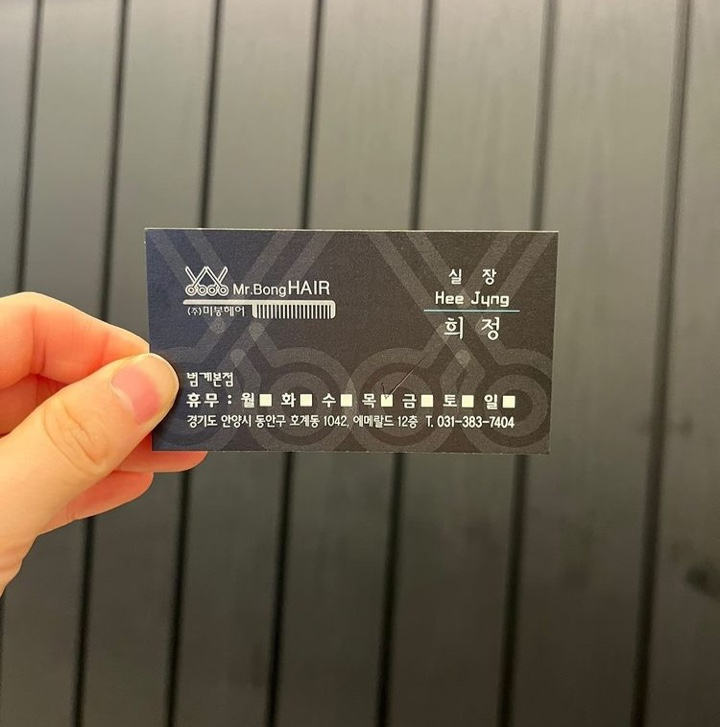 Mr.BongHAIR
(주)미봉헤어
실 장
Hee Jung
희 정
범계본점
휴무 : 월■ 화■ 수■ 목■ 금■ 토■ 일■
경기도 안양시 동안구 호계동 1042, 에메랄드 12층 T. 031-383-7404